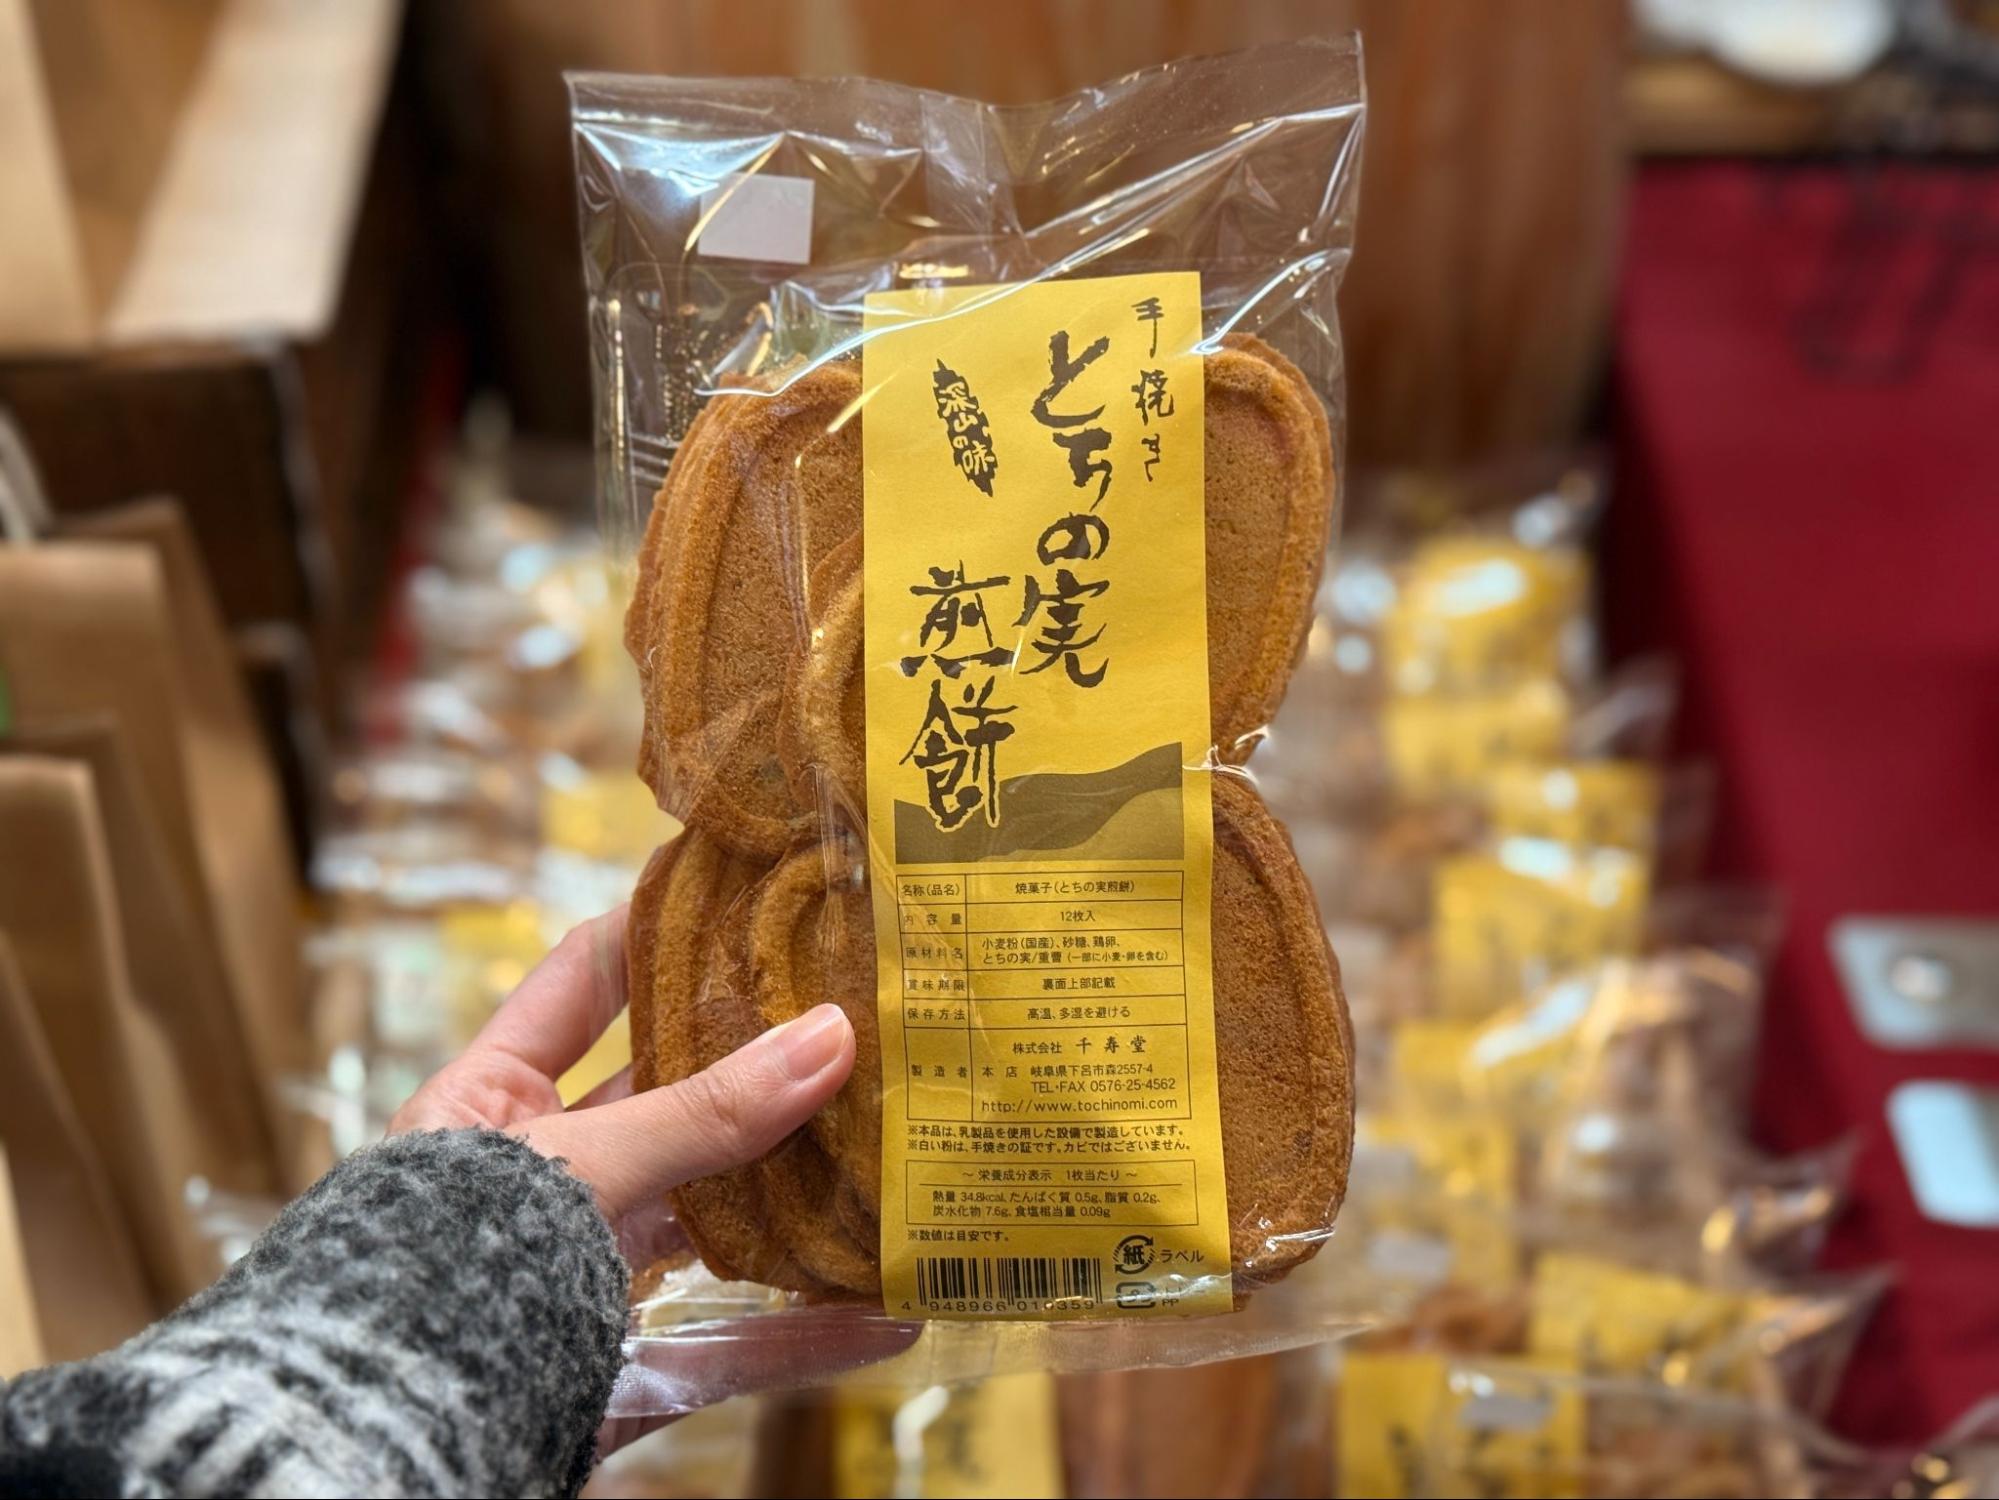 手焼き
とちの実
煎餅
深山の味
名称(品名) 焼菓子(とちの実煎餅)
内容量 12枚入
原材料名 小麦粉(国産)、砂糖、鶏卵、
とちの実/重曹(一部に小麦・卵を含む)
賞味期限 裏面上部記載
保存方法 高温、多湿を避ける
製造者 株式会社 千寿堂
本店 岐阜県下呂市森2557-4
TEL・FAX 0576-25-4562
http://www.tochinomi.com
※本品は、乳製品を使用した設備で製造しています。
※白い粉は、手焼きの証です。カビではございません。
〜 栄養成分表示 1枚当たり 〜
熱量 34.8kcal、たんぱく質 0.5g、脂質 0.2g、
炭水化物 7.6g、食塩相当量 0.09g
※数値は目安です。
紙 ラベル
PP
4 948966 010359